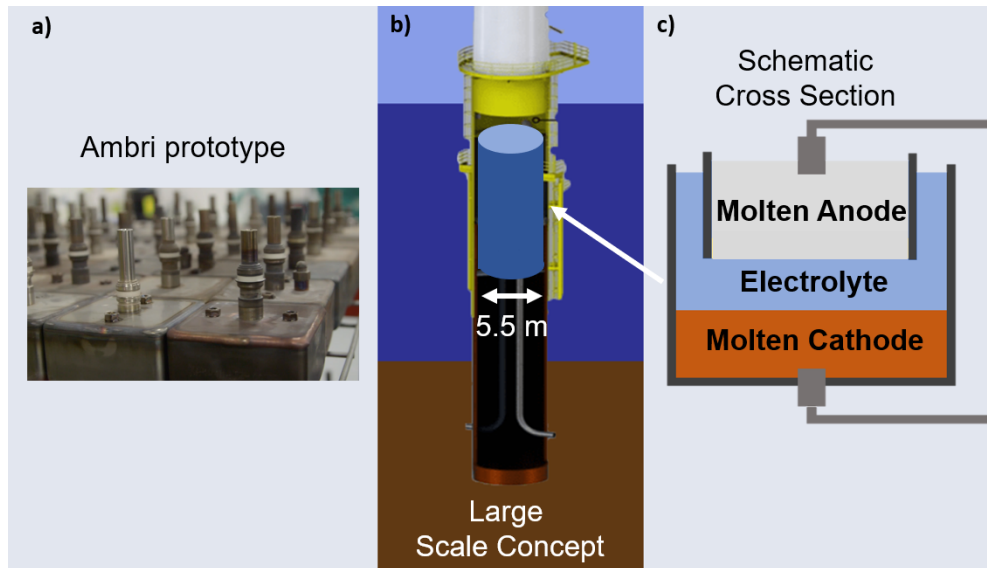 a)
Ambri prototype
b)
5.5 m
Large
Scale Concept
c)
Schematic
Cross Section
Molten Anode
Electrolyte
Molten Cathode